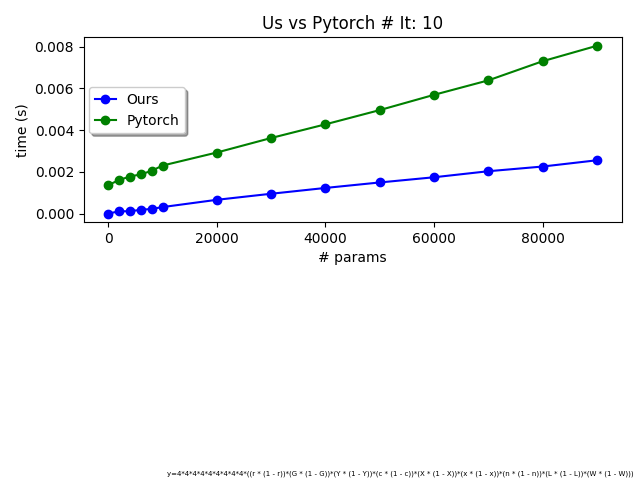 Us vs Pytorch # It: 10
0.008
0.006
0.004
0.002
0.000
time (s)
Ours
Pytorch
0
20000
40000
60000
80000
# params
y=4*4*4*4*4*4*4*4*4*((r * (1 - r))*(G * (1 - G))*(Y * (1 - Y))*(c * (1 - c))*(X * (1 - X))*(x * (1 - x))*(n * (1 - n))*(L * (1 - L))*(W * (1 - W)))